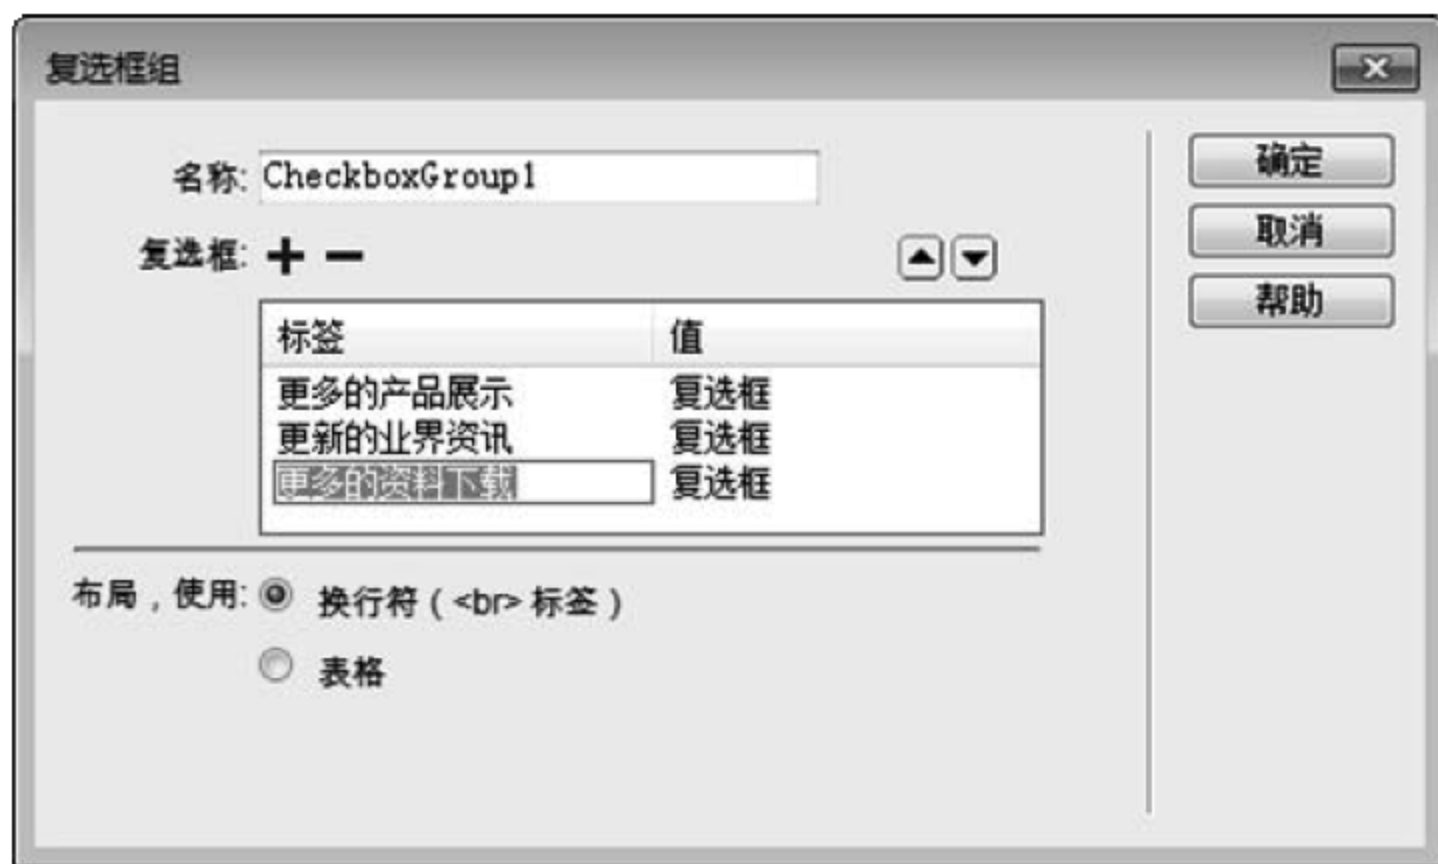 复选框组
名称: CheckboxGroup1
确定
取消
帮助
复选框:
标签 值
更多的产品展示 复选框
更新的业界资讯 复选框
更多的资料下载 复选框
布局，使用: 换行符（<br> 标签）
表格